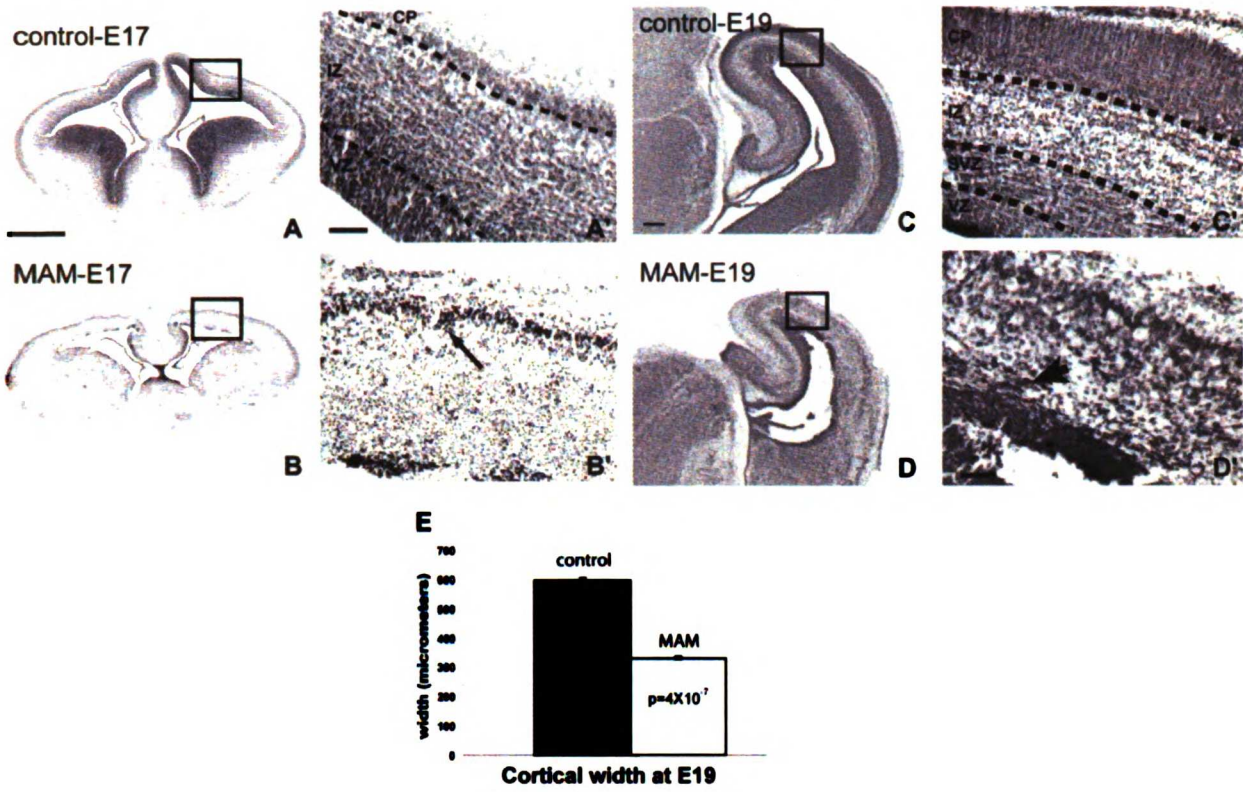 control-E17
A
CP
IZ
A'
control-E19
C
CP
IZ
SVZ
VZ
C'
MAM-E17
B
B'
MAM-E19
D
D'
E
width (micrometers)
700
600
500
400
300
200
100
0
control
MAM
p=4X10⁻⁷
Cortical width at E19